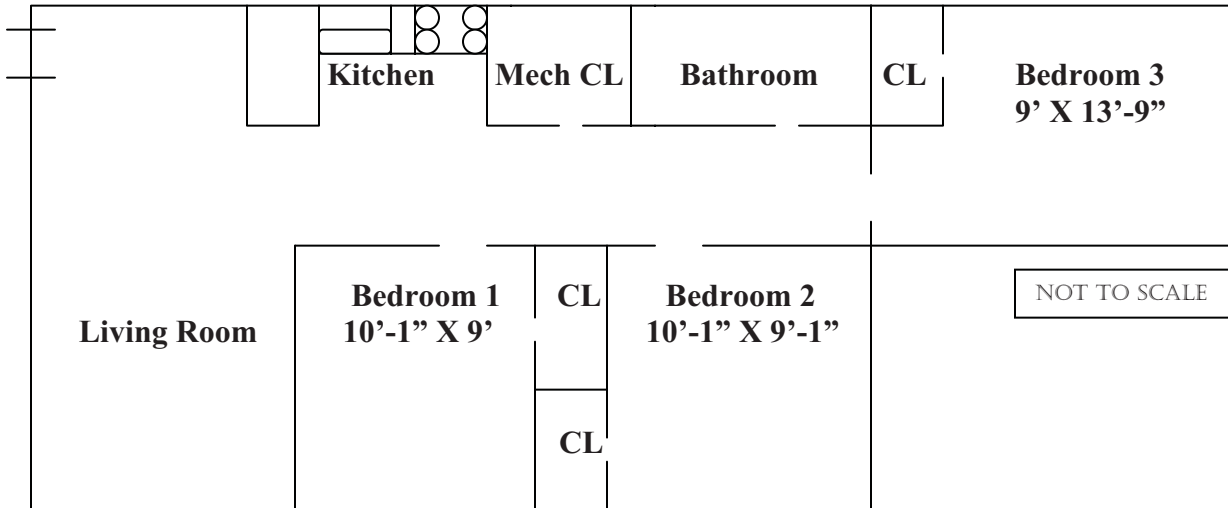 Kitchen
Mech CL
Bathroom
CL
Bedroom 3
9’ X 13’-9”
Bedroom 1
10’-1” X 9’
CL
Bedroom 2
10’-1” X 9’-1”
NOT TO SCALE
Living Room
CL